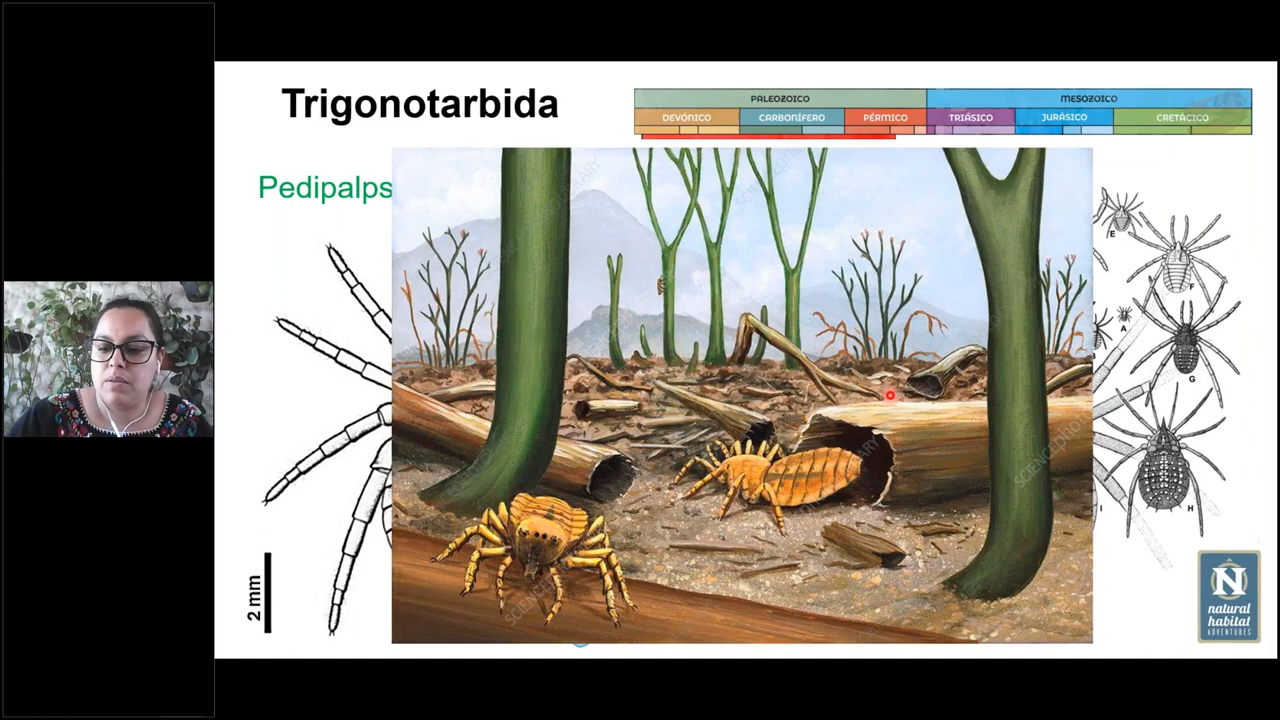 Trigonotarbida
PALEOZOICO MESOZOICO
DEVÓNICO CARBONÍFERO PÉRMICO TRIÁSICO JURÁSICO CRETÁCICO
Pedipalps
E
F
A
G
I
H
2 mm
N
natural
habitat
ADVENTURES